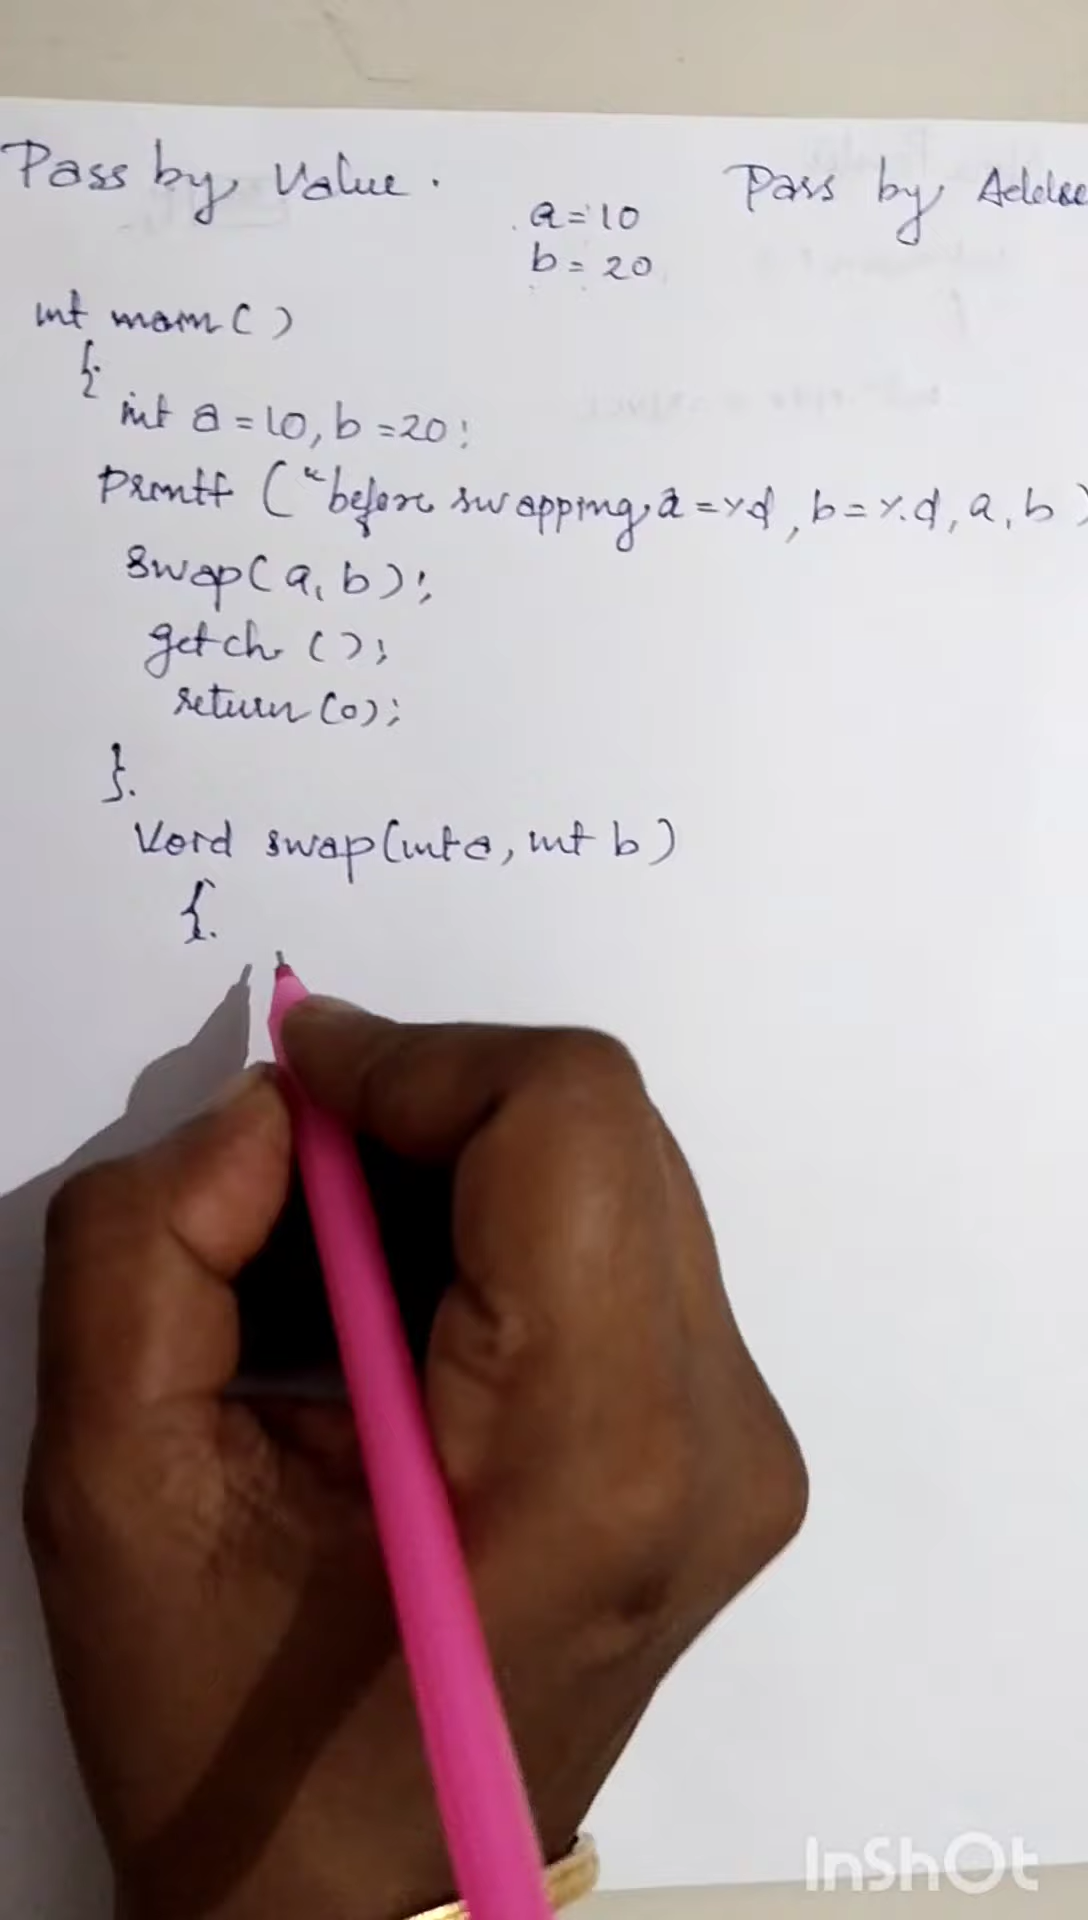 Pass by Value.
Pass by Addre
a=10
b=20
int main()
{
int a=10, b=20;
Printf ("before swapping a=%d, b=%d, a, b)
swap(a, b);
getch ();
return(0);
}.
Void swap(int a, int b)
{.
InShOt